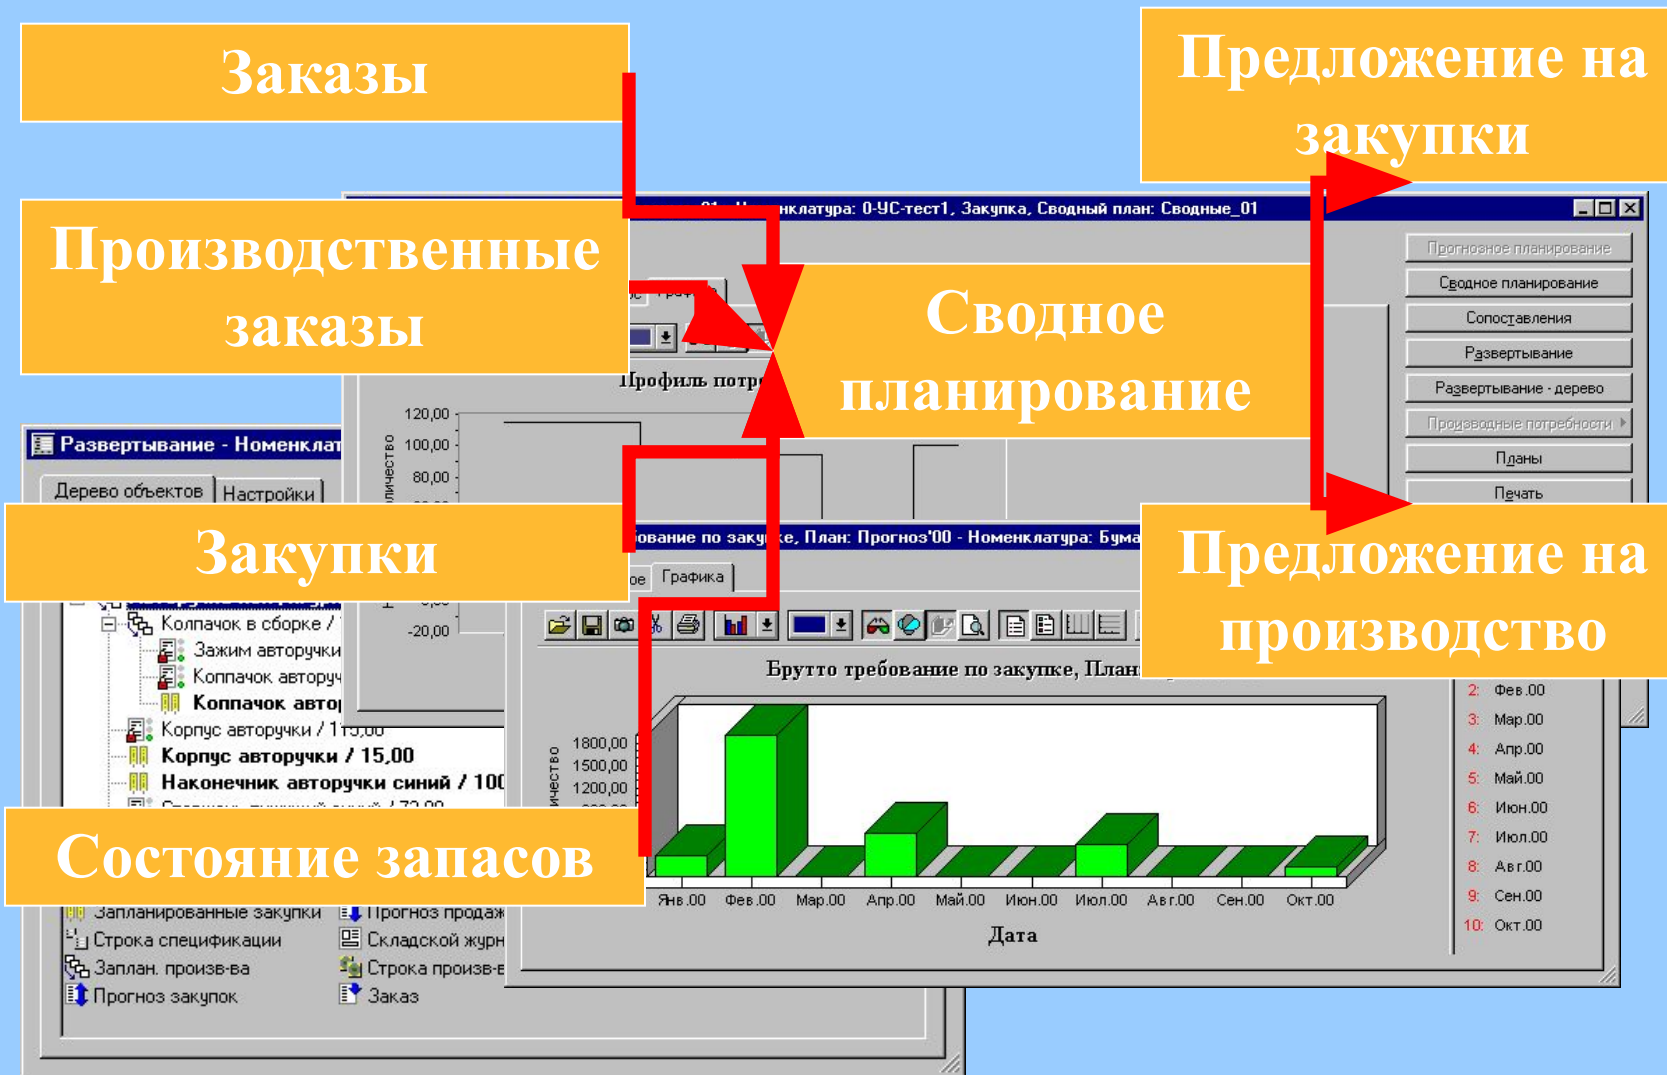 Заказы
Предложение на
закупки
Производственные
заказы
нклатура: 0-УС-тест1, Закупка, Сводный план: Сводные_01
Прогнозное планирование
Сводное планирование
Сопоставления
Развертывание
Развертывание - дерево
Производные потребности
Планы
Печать
Сводное
планирование
Профиль потре
120,00
100,00
80,00
-20,00
Развертывание - Номенклат
Дерево объектов
Настройки
Закупки
ование по закупке, План: Прогноз'00 - Номенклатура: Бума
ое
Графика
Предложение на
производство
Колпачок в сборке /
Зажим авторучки
Колпачок авторуч
Колпачок автор
Корпус авторучки / 115,00
Корпус авторучки / 15,00
Наконечник авторучки синий / 100
Брутто требование по закупке, План:
1800,00
1500,00
1200,00
Янв.00
Фев.00
Мар.00
Апр.00
Май.00
Июн.00
Июл.00
Авг.00
Сен.00
Окт.00
Дата
2: Фев.00
3: Мар.00
4: Апр.00
5: Май.00
6: Июн.00
7: Июл.00
8: Авг.00
9: Сен.00
10: Окт.00
Состояние запасов
Запланированные закупки
Прогноз продаж
Строка спецификации
Складской журн
Заплан. произв-ва
Строка произв-в
Прогноз закупок
Заказ